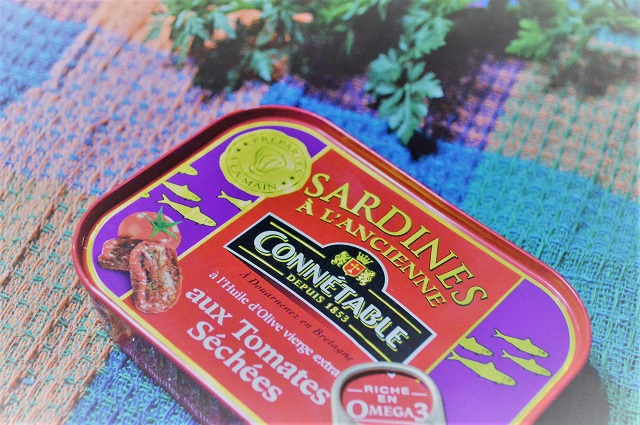 PRÉPARÉES
À LA MAIN
SARDINES
À L'ANCIENNE
CONNÉTABLE
DEPUIS 1853
À Douarnenez en Bretagne
à l'Huile d'Olive vierge extra
aux Tomates
Séchées
RICHE
EN
OMEGA3